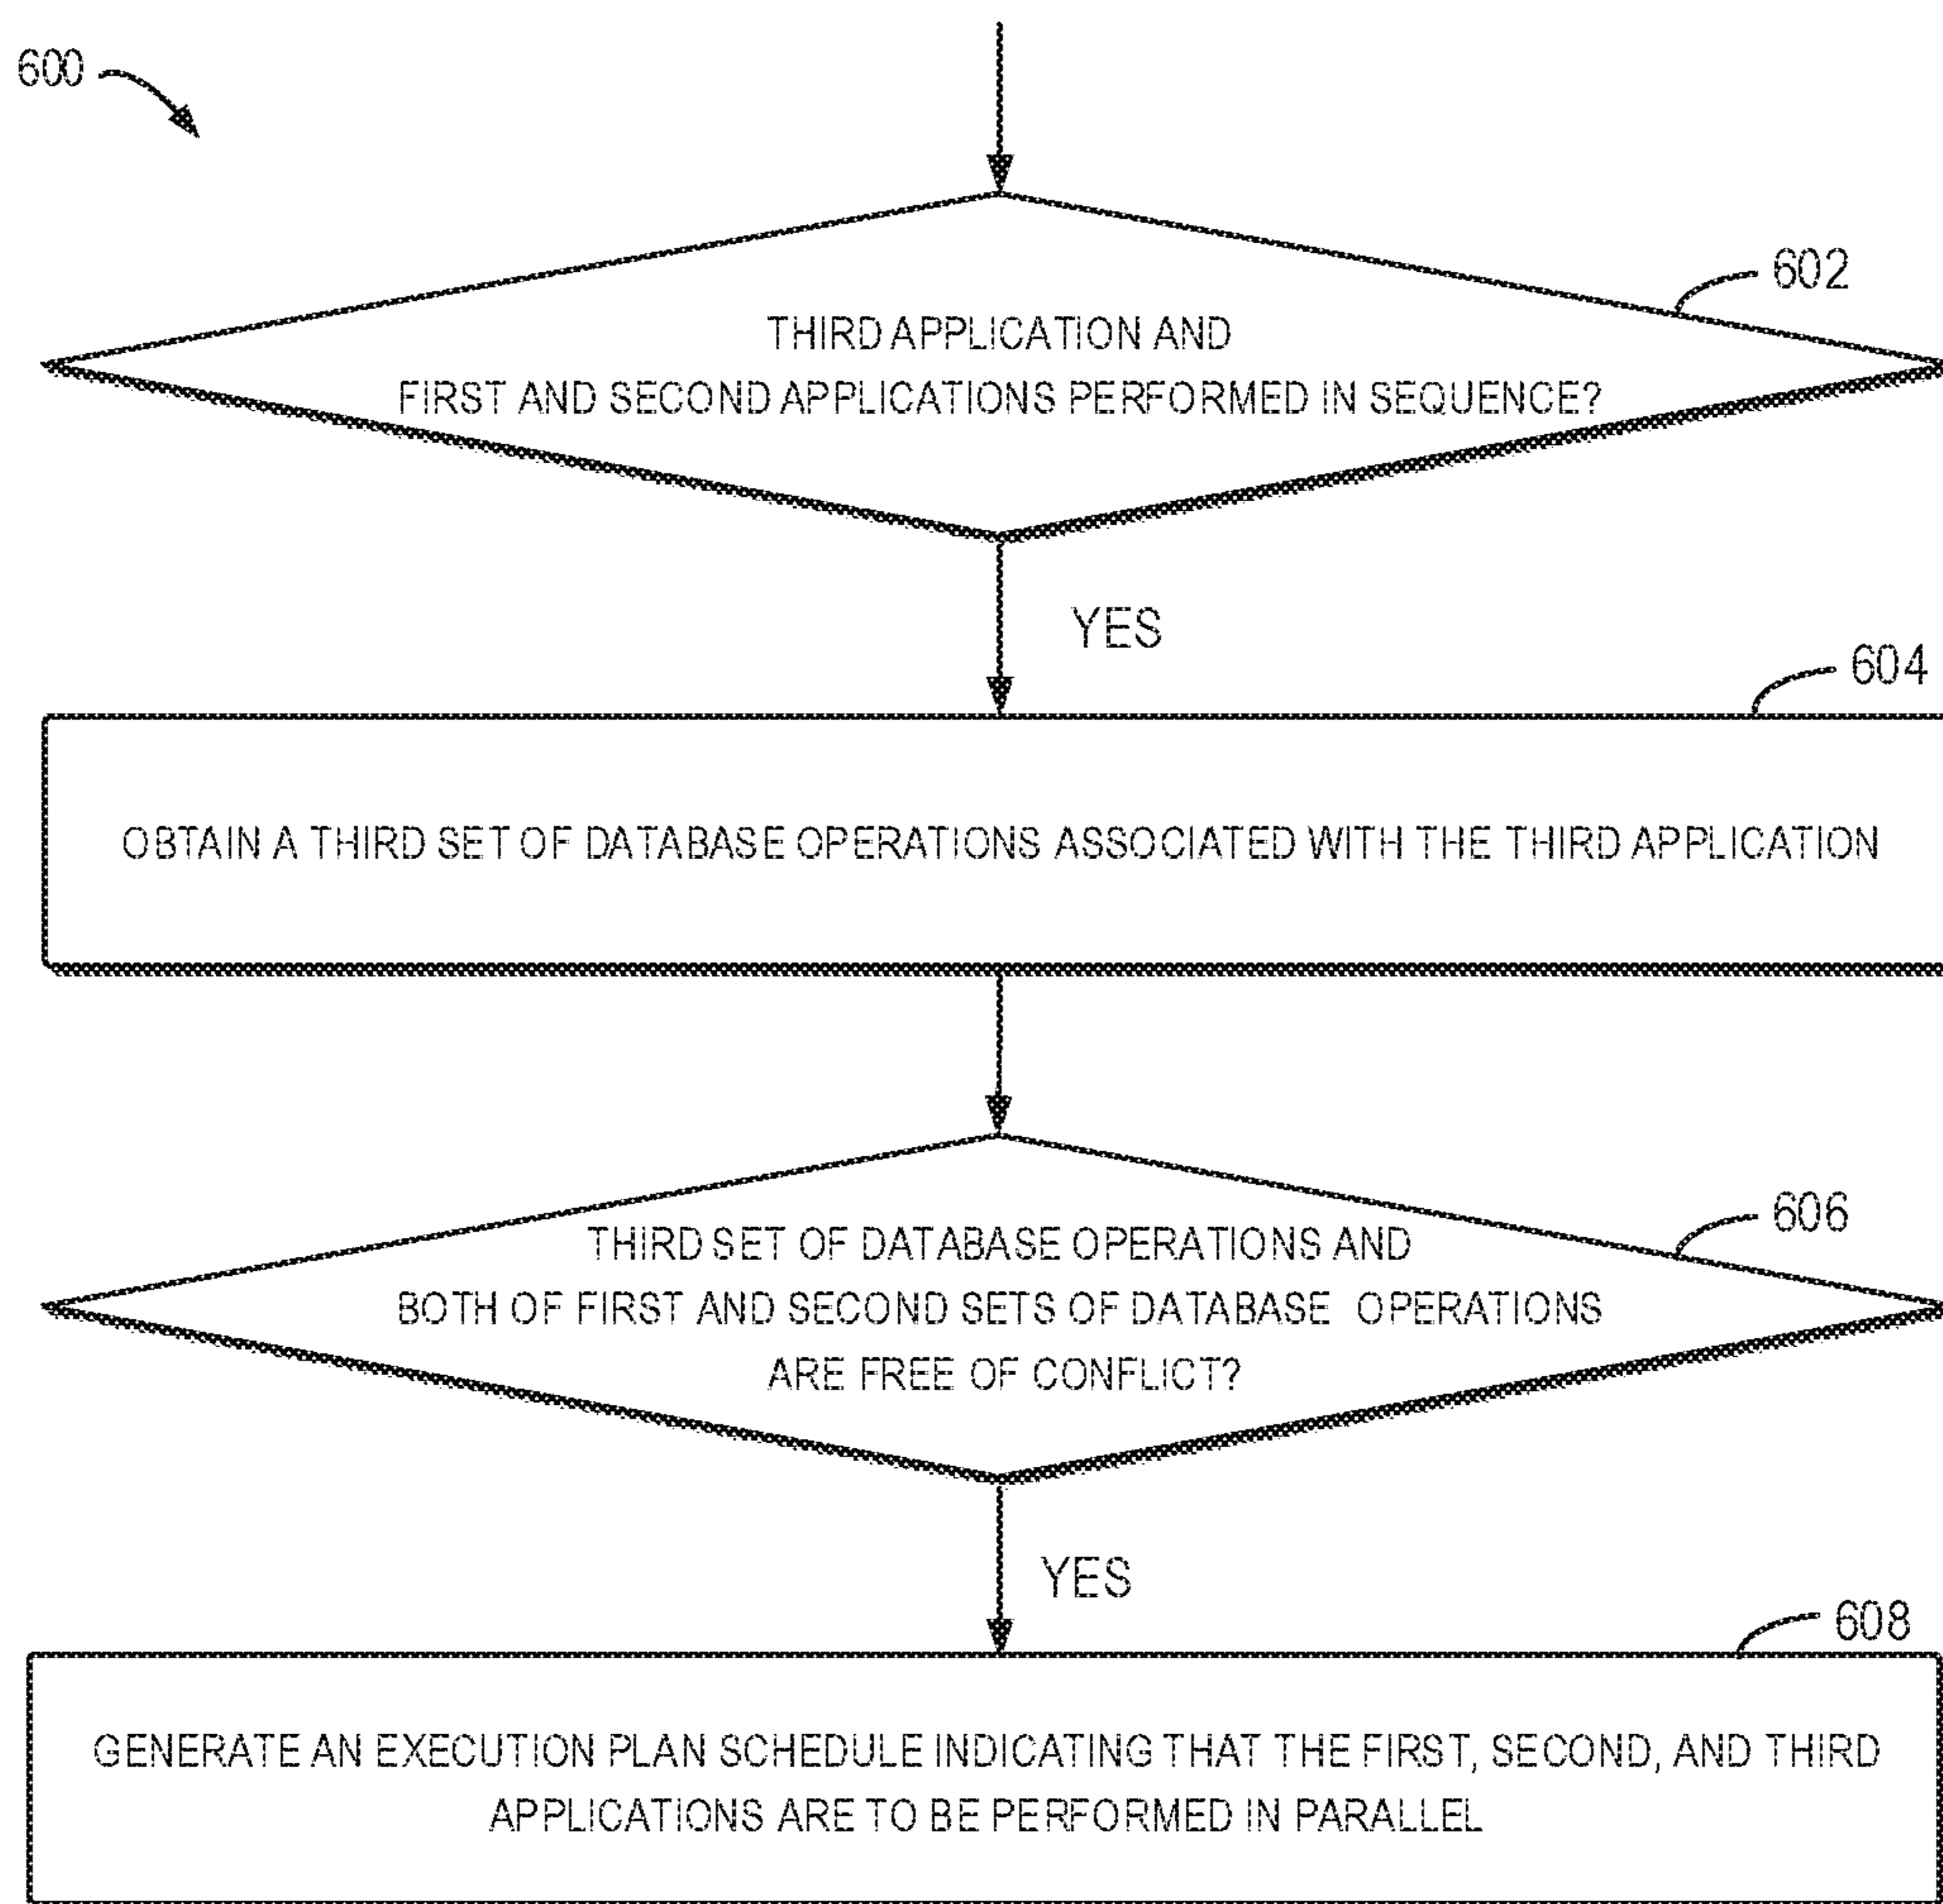 600
602
THIRD APPLICATION AND
FIRST AND SECOND APPLICATIONS PERFORMED IN SEQUENCE?
YES
604
OBTAIN A THIRD SET OF DATABASE OPERATIONS ASSOCIATED WITH THE THIRD APPLICATION
606
THIRD SET OF DATABASE OPERATIONS AND
BOTH OF FIRST AND SECOND SETS OF DATABASE OPERATIONS
ARE FREE OF CONFLICT?
YES
608
GENERATE AN EXECUTION PLAN SCHEDULE INDICATING THAT THE FIRST, SECOND, AND THIRD
APPLICATIONS ARE TO BE PERFORMED IN PARALLEL